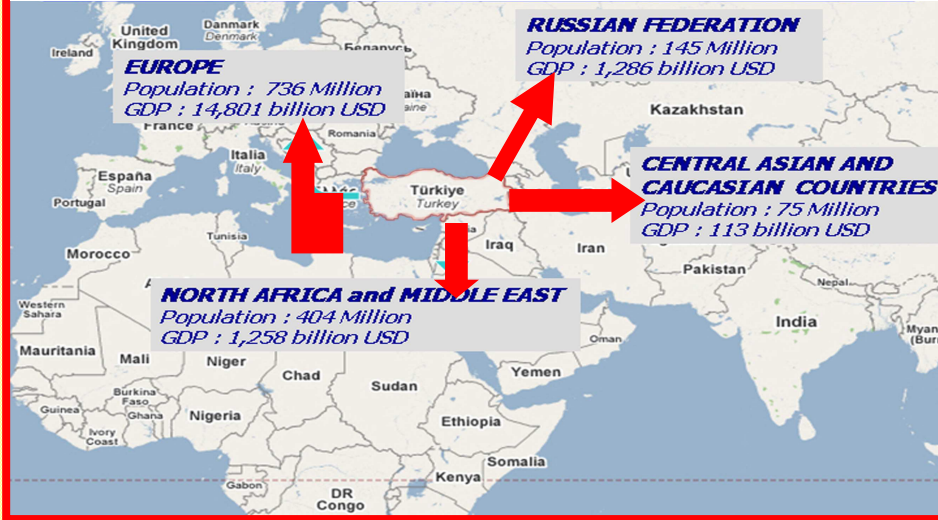 RUSSIAN FEDERATION
Population : 145 Million
GDP : 1,286 billion USD
EUROPE
Population : 736 Million
GDP : 14,801 billion USD
CENTRAL ASIAN AND
CAUCASIAN COUNTRIES
Population : 75 Million
GDP : 113 billion USD
NORTH AFRICA and MIDDLE EAST
Population : 404 Million
GDP : 1,258 billion USD
Ireland
United
Kingdom
Danmark
Denmark
Беларусь
France
Romania
Kazakhstan
Italia
Italy
España
Spain
Portugal
Türkiye
Turkey
Tunisia
Morocco
Iraq
Iran
Pakistan
Nepal
India
Western
Sahara
Oman
Mauritania
Mali
Niger
Chad
Sudan
Yemen
Burkina
Faso
Guinea
Ghana
Nigeria
Ivory
Coast
Ethiopia
Somalia
Kenya
Gabon
DR
Congo